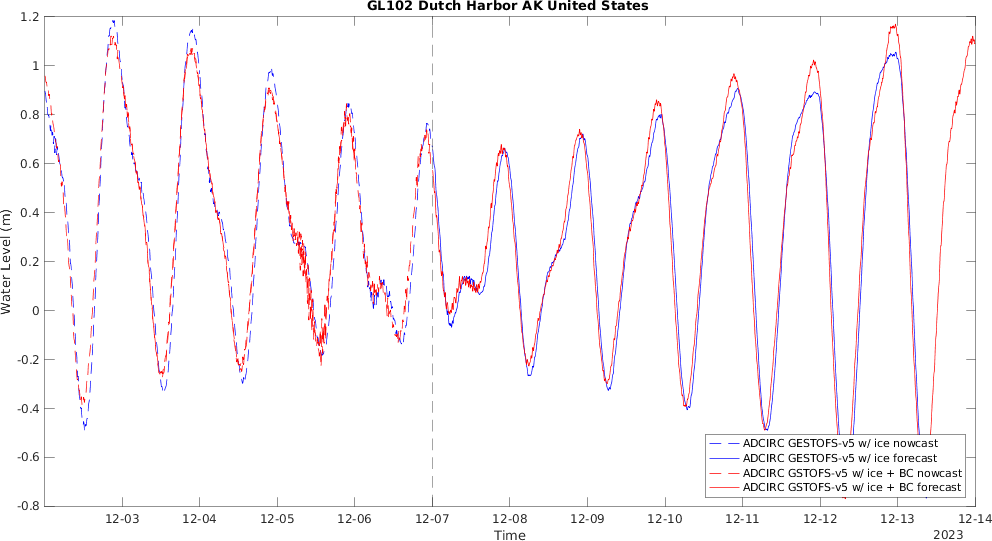 GL102 Dutch Harbor AK United States
1.2
1
0.8
0.6
0.4
0.2
0
-0.2
-0.4
-0.6
-0.8
Water Level (m)
ADCIRC GESTOFS-v5 w/ ice nowcast
ADCIRC GESTOFS-v5 w/ ice forecast
ADCIRC GSTOFS-v5 w/ ice + BC nowcast
ADCIRC GSTOFS-v5 w/ ice + BC forecast
12-03 12-04 12-05 12-06 12-07 12-08 12-09 12-10 12-11 12-12 12-13 12-14
Time
2023